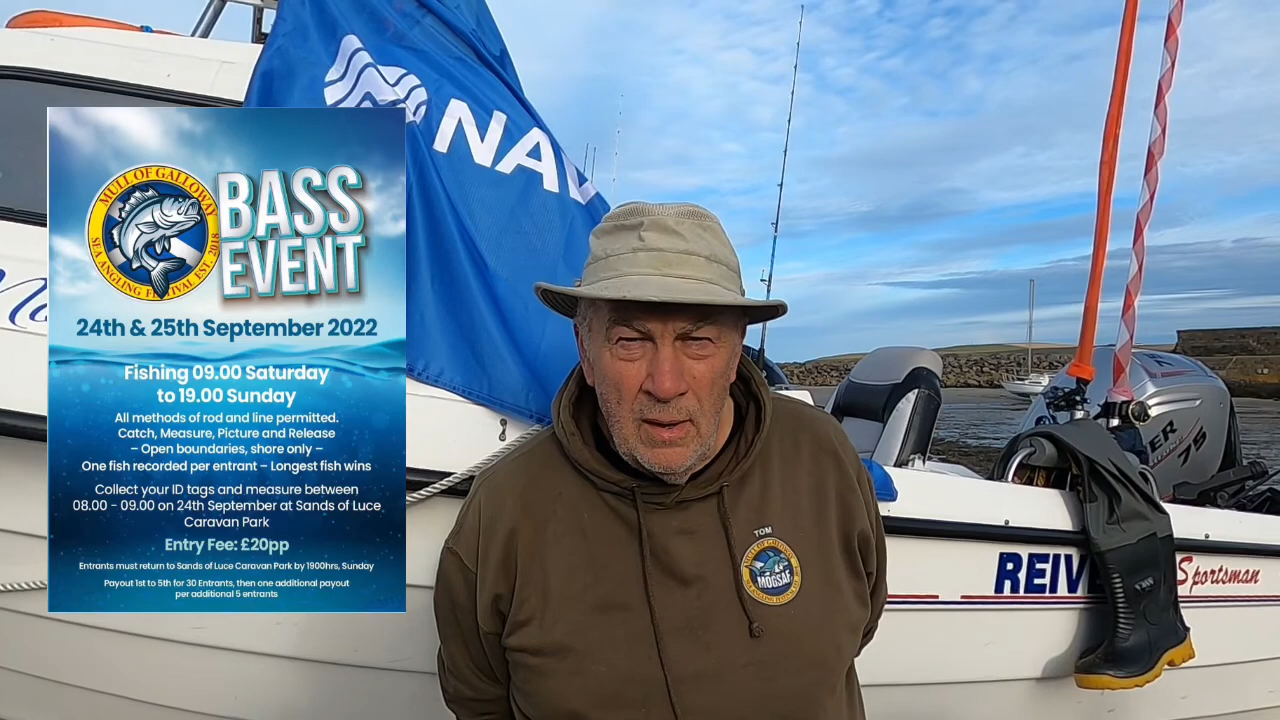 NA
MULL OF GALLOWAY
SEA ANGLING FESTIVAL EST. 2018
BASS
EVENT
24th & 25th September 2022
Fishing 09.00 Saturday
to 19.00 Sunday
All methods of rod and line permitted.
Catch, Measure, Picture and Release
– Open boundaries, shore only –
One fish recorded per entrant – Longest fish wins
Collect your ID tags and measure between
08.00 - 09.00 on 24th September at Sands of Luce
Caravan Park
Entry Fee: £20pp
Entrants must return to Sands of Luce Caravan Park by 1900hrs, Sunday
Payout 1st to 5th for 30 Entrants, then one additional payout
per additional 5 entrants
TOM
MULL OF GALLOWAY
MOGSAF
REIV
Sportsman
75